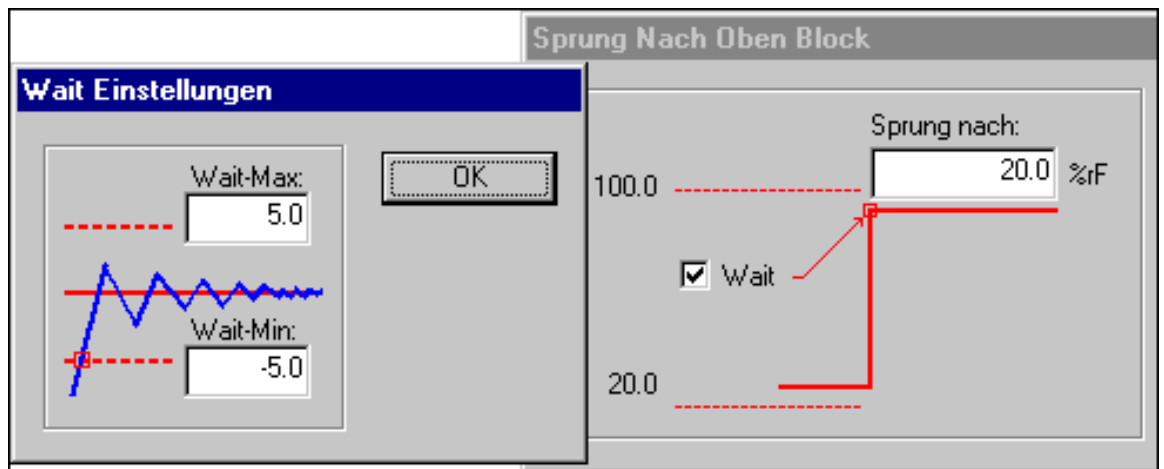 Sprung Nach Oben Block
Wait Einstellungen
Wait-Max:
5.0
OK
Wait-Min:
-5.0
Sprung nach:
20.0 %rF
100.0
Wait
20.0